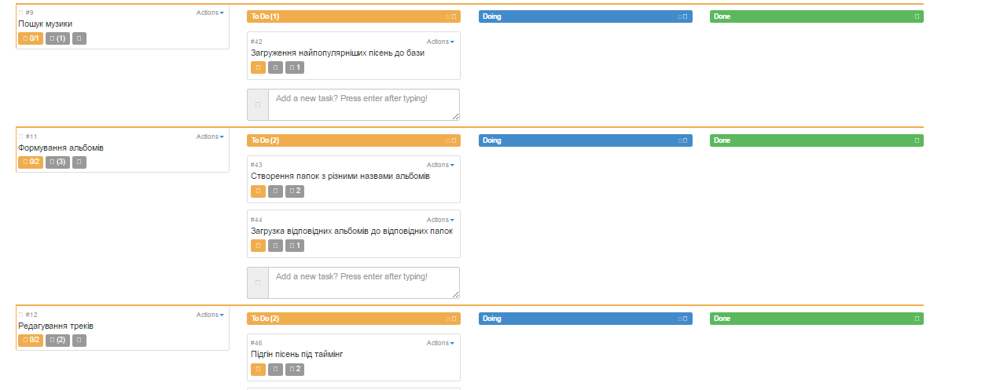 #9 Actions
Пошук музики
0/1 (1)
To Do (1)
Doing
Done
#42 Actions
Загруження найпопулярніших пісень до бази
1
Add a new task? Press enter after typing!
#11 Actions
Формування альбомів
0/2 (3)
To Do (2)
Doing
Done
#43 Actions
Створення папок з різними назвами альбомів
2
#44 Actions
Загрузка відповідних альбомів до відповідних папок
1
Add a new task? Press enter after typing!
#12 Actions
Редагування треків
0/2 (2)
To Do (2)
Doing
Done
#46 Actions
Підгін пісень під таймінг
2